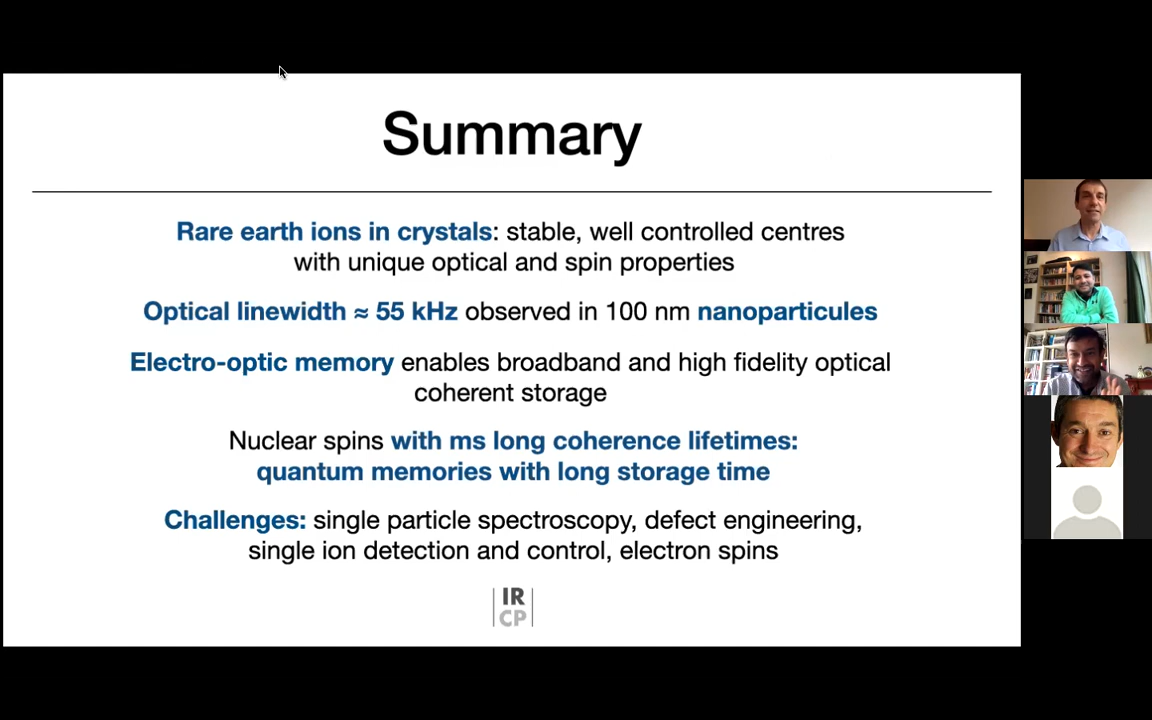 Summary
Rare earth ions in crystals: stable, well controlled centres
with unique optical and spin properties
Optical linewidth ≈ 55 kHz observed in 100 nm nanoparticules
Electro-optic memory enables broadband and high fidelity optical
coherent storage
Nuclear spins with ms long coherence lifetimes:
quantum memories with long storage time
Challenges: single particle spectroscopy, defect engineering,
single ion detection and control, electron spins
IR
CP